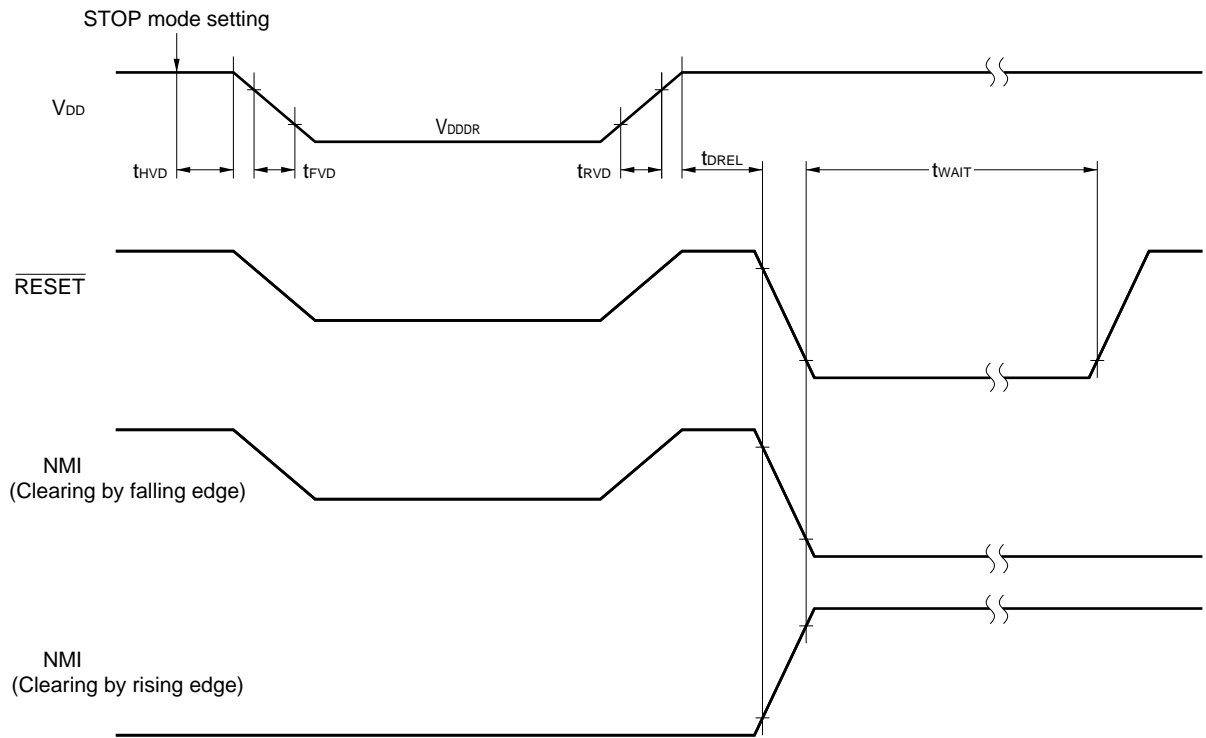 STOP mode setting
VDD
VDDDR
tHVD
tFVD
tRVD
tDREL
tWAIT
RESET
NMI
(Clearing by falling edge)
NMI
(Clearing by rising edge)